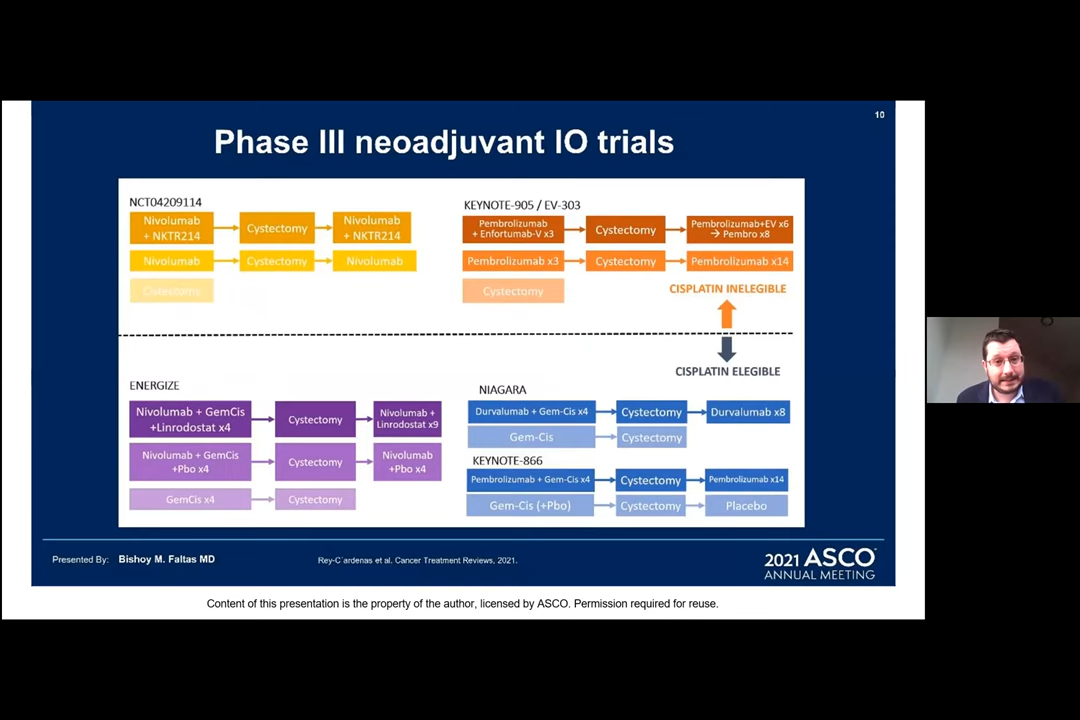 10
Phase III neoadjuvant IO trials
NCT04209114
Nivolumab
+ NKTR214
Cystectomy
Nivolumab
+ NKTR214
Nivolumab
Cystectomy
Nivolumab
Cystectomy
KEYNOTE-905 / EV-303
Pembrolizumab
+ Enfortumab-V x3
Cystectomy
Pembrolizumab+EV x6
→ Pembro x8
Pembrolizumab x3
Cystectomy
Pembrolizumab x14
Cystectomy
CISPLATIN INELEGIBLE
CISPLATIN ELEGIBLE
ENERGIZE
Nivolumab + GemCis
+Linrodostat x4
Cystectomy
Nivolumab +
Linrodostat x9
Nivolumab + GemCis
+Pbo x4
Cystectomy
Nivolumab
+Pbo x4
GemCis x4
Cystectomy
NIAGARA
Durvalumab + Gem-Cis x4
Cystectomy
Durvalumab x8
Gem-Cis
Cystectomy
KEYNOTE-866
Pembrolizumab + Gem-Cis x4
Cystectomy
Pembrolizumab x14
Gem-Cis (+Pbo)
Cystectomy
Placebo
Presented By: Bishoy M. Faltas MD
Rey-C´ardenas et al. Cancer Treatment Reviews, 2021.
2021 ASCO
ANNUAL MEETING
Content of this presentation is the property of the author, licensed by ASCO. Permission required for reuse.